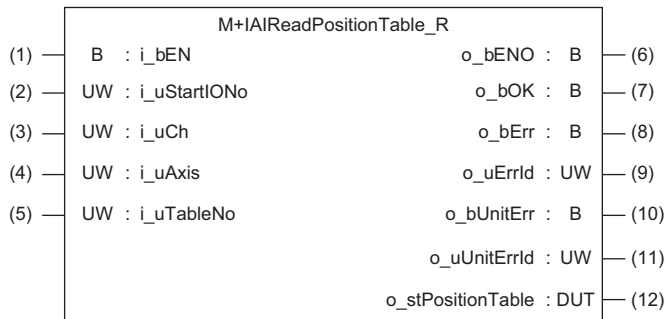 M+IAIReadPositionTable_R
(1) B : i_bEN o_bENO : B (6)
(2) UW : i_uStartIONo o_bOK : B (7)
(3) UW : i_uCh o_bErr : B (8)
(4) UW : i_uAxis o_uErrId : UW (9)
(5) UW : i_uTableNo o_bUnitErr : B (10)
o_uUnitErrId : UW (11)
o_stPositionTable : DUT (12)